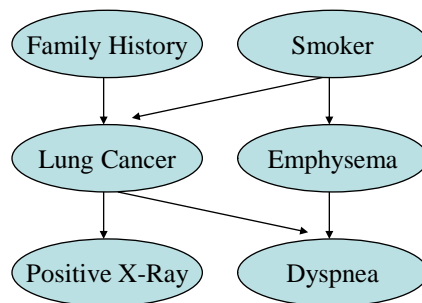 Family History
Smoker
Lung Cancer
Emphysema
Positive X-Ray
Dyspnea